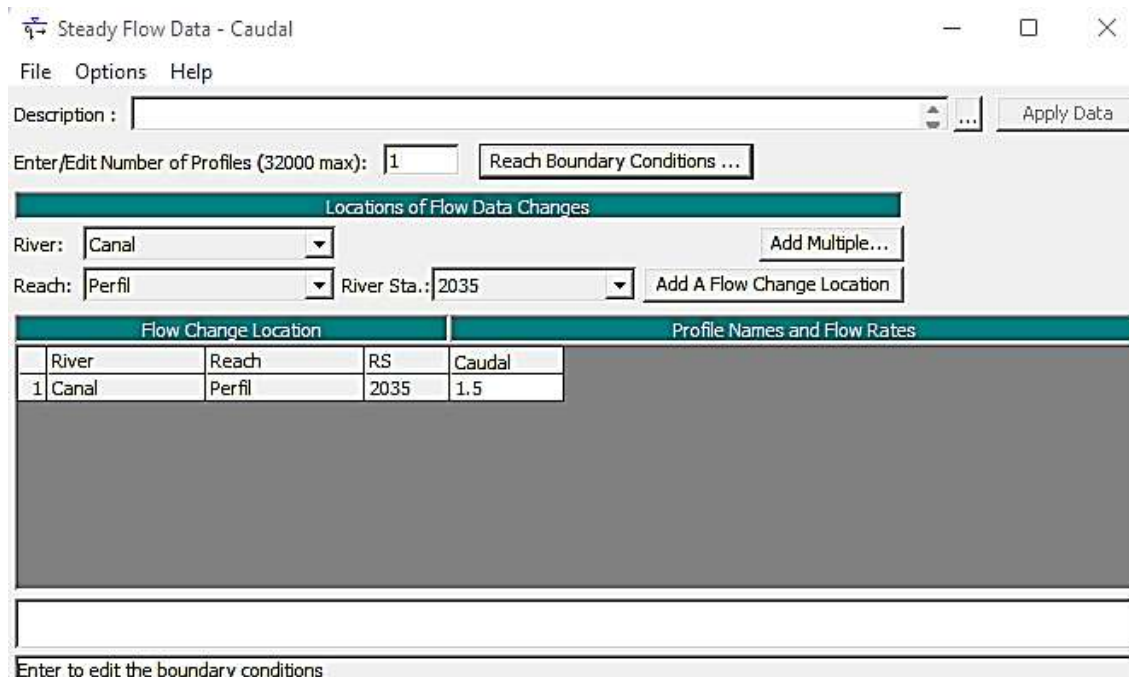 Steady Flow Data - Caudal
File Options Help
Description : ... Apply Data
Enter/Edit Number of Profiles (32000 max): 1 Reach Boundary Conditions ...
Locations of Flow Data Changes
River: Canal Add Multiple...
Reach: Perfil River Sta.: 2035 Add A Flow Change Location
Flow Change Location Profile Names and Flow Rates
River Reach RS Caudal
1 Canal Perfil 2035 1.5
Enter to edit the boundary conditions